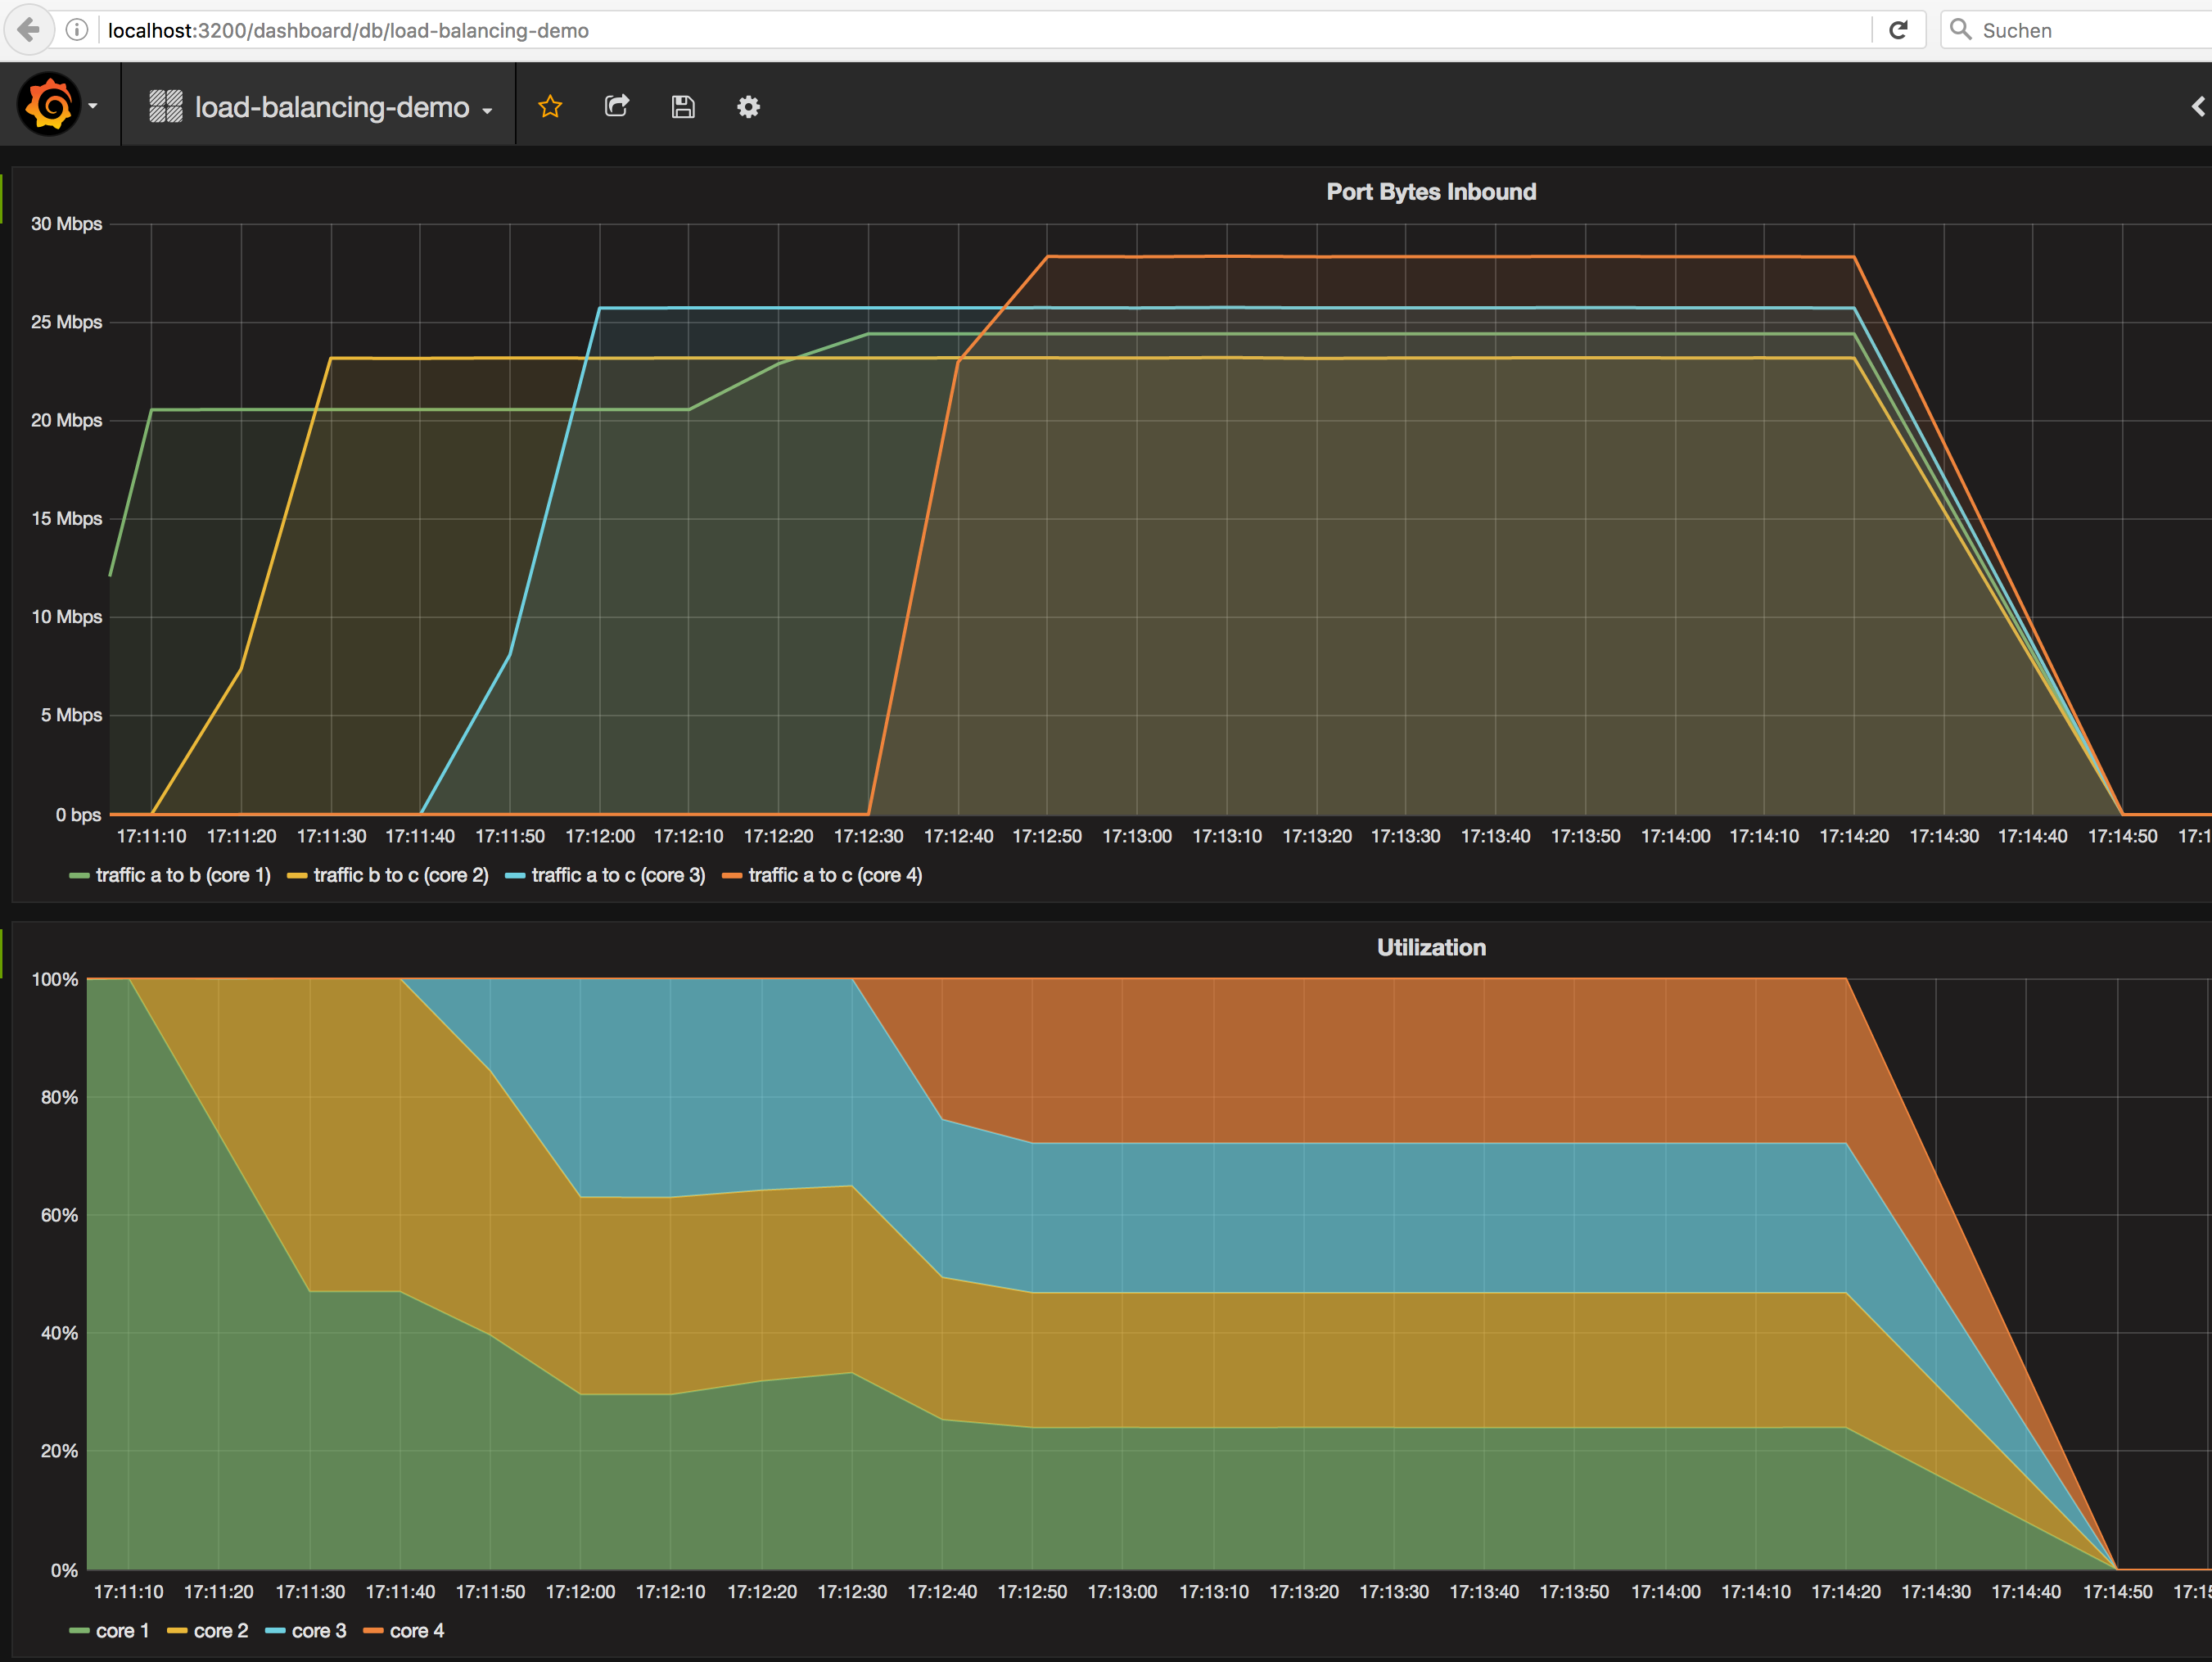 localhost:3200/dashboard/db/load-balancing-demo Suchen
load-balancing-demo
Port Bytes Inbound
30 Mbps
25 Mbps
20 Mbps
15 Mbps
10 Mbps
5 Mbps
0 bps
17:11:10 17:11:20 17:11:30 17:11:40 17:11:50 17:12:00 17:12:10 17:12:20 17:12:30 17:12:40 17:12:50 17:13:00 17:13:10 17:13:20 17:13:30 17:13:40 17:13:50 17:14:00 17:14:10 17:14:20 17:14:30 17:14:40 17:14:50
traffic a to b (core 1) traffic b to c (core 2) traffic a to c (core 3) traffic a to c (core 4)
Utilization
100%
80%
60%
40%
20%
0%
17:11:10 17:11:20 17:11:30 17:11:40 17:11:50 17:12:00 17:12:10 17:12:20 17:12:30 17:12:40 17:12:50 17:13:00 17:13:10 17:13:20 17:13:30 17:13:40 17:13:50 17:14:00 17:14:10 17:14:20 17:14:30 17:14:40 17:14:50
core 1 core 2 core 3 core 4